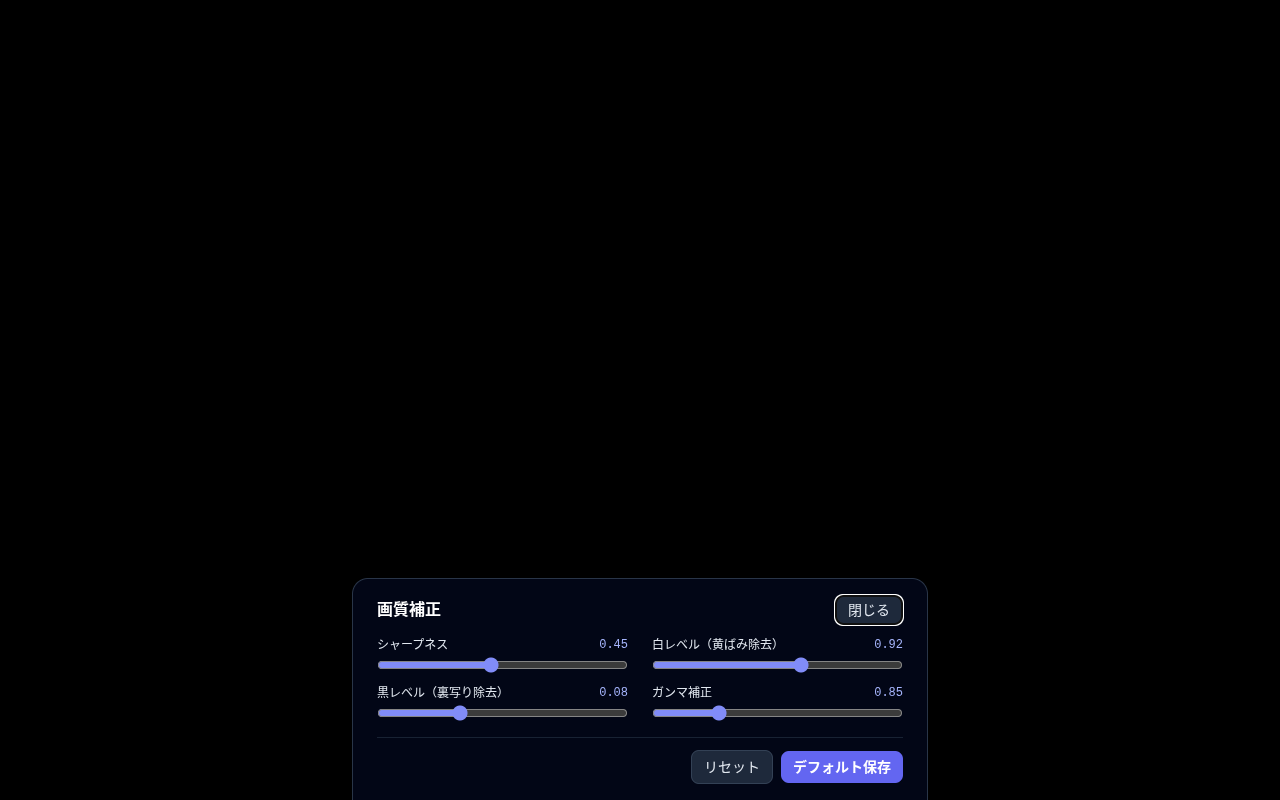 画質補正
閉じる
シャープネス 0.45
白レベル（黄ばみ除去） 0.92
黒レベル（裏写り除去） 0.08
ガンマ補正 0.85
リセット
デフォルト保存